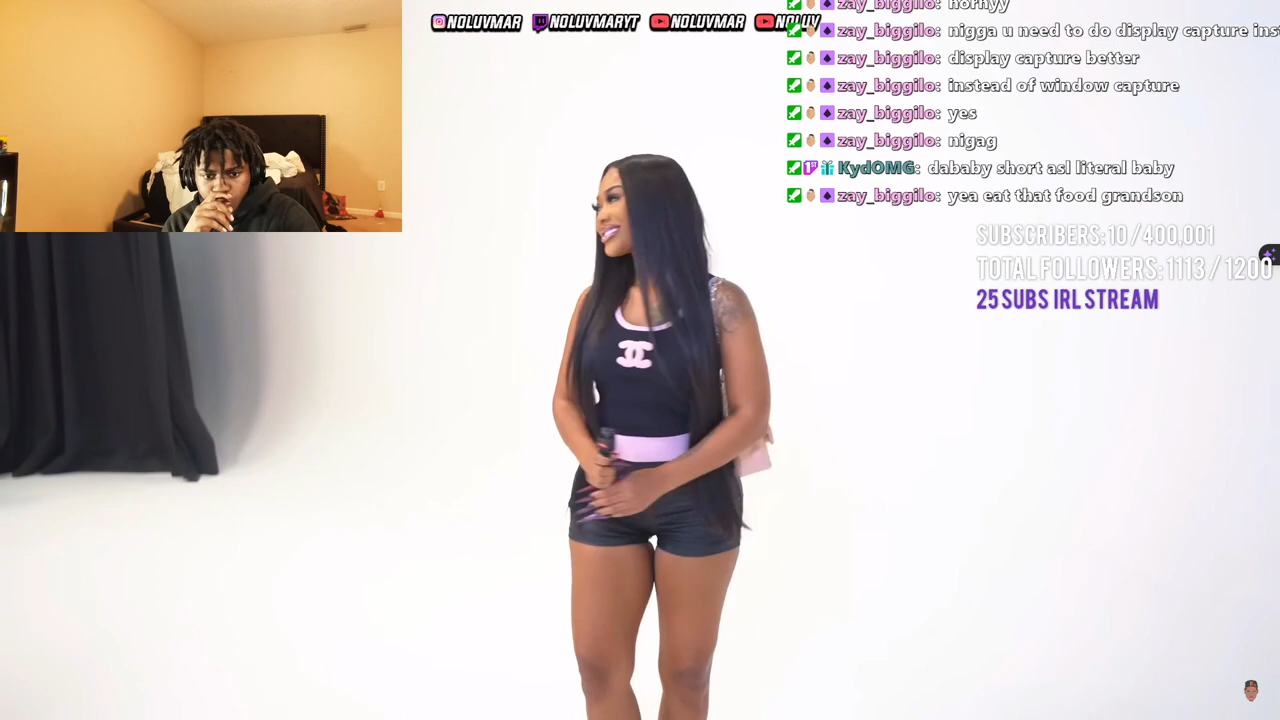 NOLUVMAR NOLUVMARYT NOLUVMAR NOLUV
zay_biggilo: hornyy
zay_biggilo: nigga u need to do display capture ins
zay_biggilo: display capture better
zay_biggilo: instead of window capture
zay_biggilo: yes
zay_biggilo: nigag
KydOMG: dababy short asl literal baby
zay_biggilo: yea eat that food grandson
SUBSCRIBERS: 10 / 400,001
TOTAL FOLLOWERS: 1113 / 1200
25 SUBS IRL STREAM